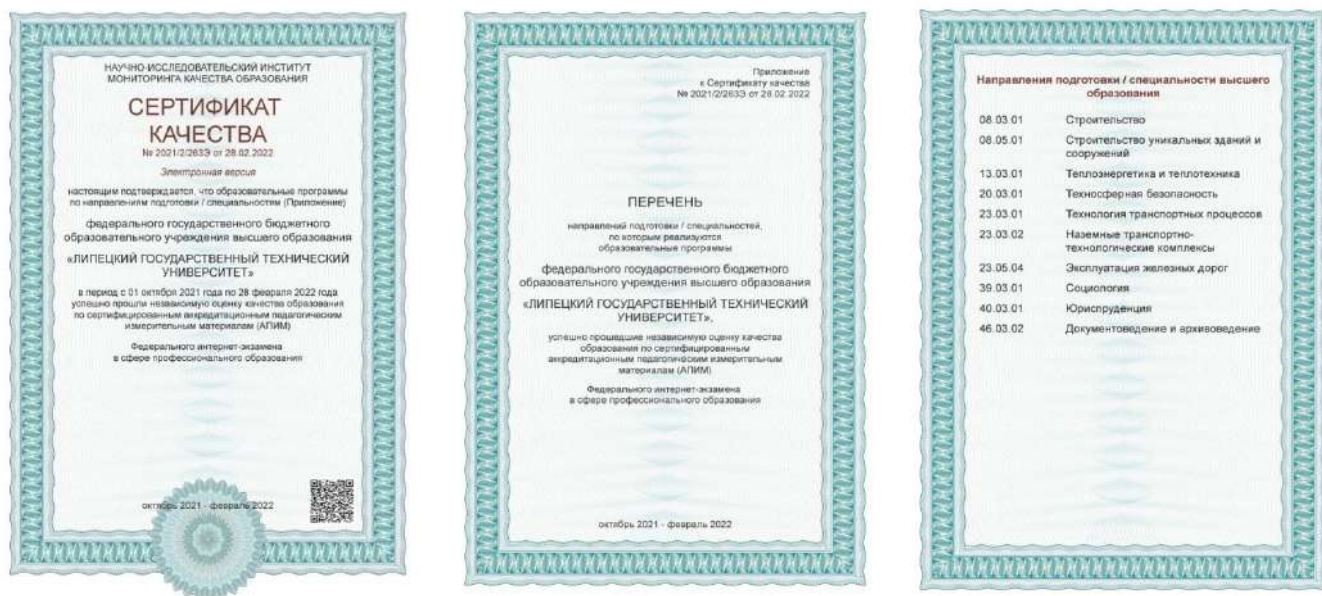 НАУЧНО-ИССЛЕДОВАТЕЛЬСКИЙ ИНСТИТУТ
МОНИТОРИНГА КАЧЕСТВА ОБРАЗОВАНИЯ
СЕРТИФИКАТ
КАЧЕСТВА
№ 2021/2/263Э от 28.02.2022
Электронная версия
настоящим подтверждается, что образовательные программы
по направлениям подготовки / специальностям (Приложение)
федерального государственного бюджетного
образовательного учреждения высшего образования
«ЛИПЕЦКИЙ ГОСУДАРСТВЕННЫЙ ТЕХНИЧЕСКИЙ
УНИВЕРСИТЕТ»
в период с 01 октября 2021 года по 28 февраля 2022 года
успешно прошли независимую оценку качества образования
по сертифицированным аккредитационным педагогическим
измерительным материалам (АПИМ)
Федерального интернет-экзамена
в сфере профессионального образования
октябрь 2021 - февраль 2022
Приложение
к Сертификату качества
№ 2021/2/263Э от 28.02.2022
ПЕРЕЧЕНЬ
направлений подготовки / специальностей,
по которым реализуются
образовательные программы
федерального государственного бюджетного
образовательного учреждения высшего образования
«ЛИПЕЦКИЙ ГОСУДАРСТВЕННЫЙ ТЕХНИЧЕСКИЙ
УНИВЕРСИТЕТ»,
успешно прошедшие независимую оценку качества
образования по сертифицированным
аккредитационным педагогическим измерительным
материалам (АПИМ)
Федерального интернет-экзамена
в сфере профессионального образования
октябрь 2021 - февраль 2022
Направления подготовки / специальности высшего
образования
08.03.01 Строительство
08.05.01 Строительство уникальных зданий и
сооружений
13.03.01 Теплоэнергетика и теплотехника
20.03.01 Техносферная безопасность
23.03.01 Технология транспортных процессов
23.03.02 Наземные транспортно-
технологические комплексы
23.05.04 Эксплуатация железных дорог
39.03.01 Социология
40.03.01 Юриспруденция
46.03.02 Документоведение и архивоведение